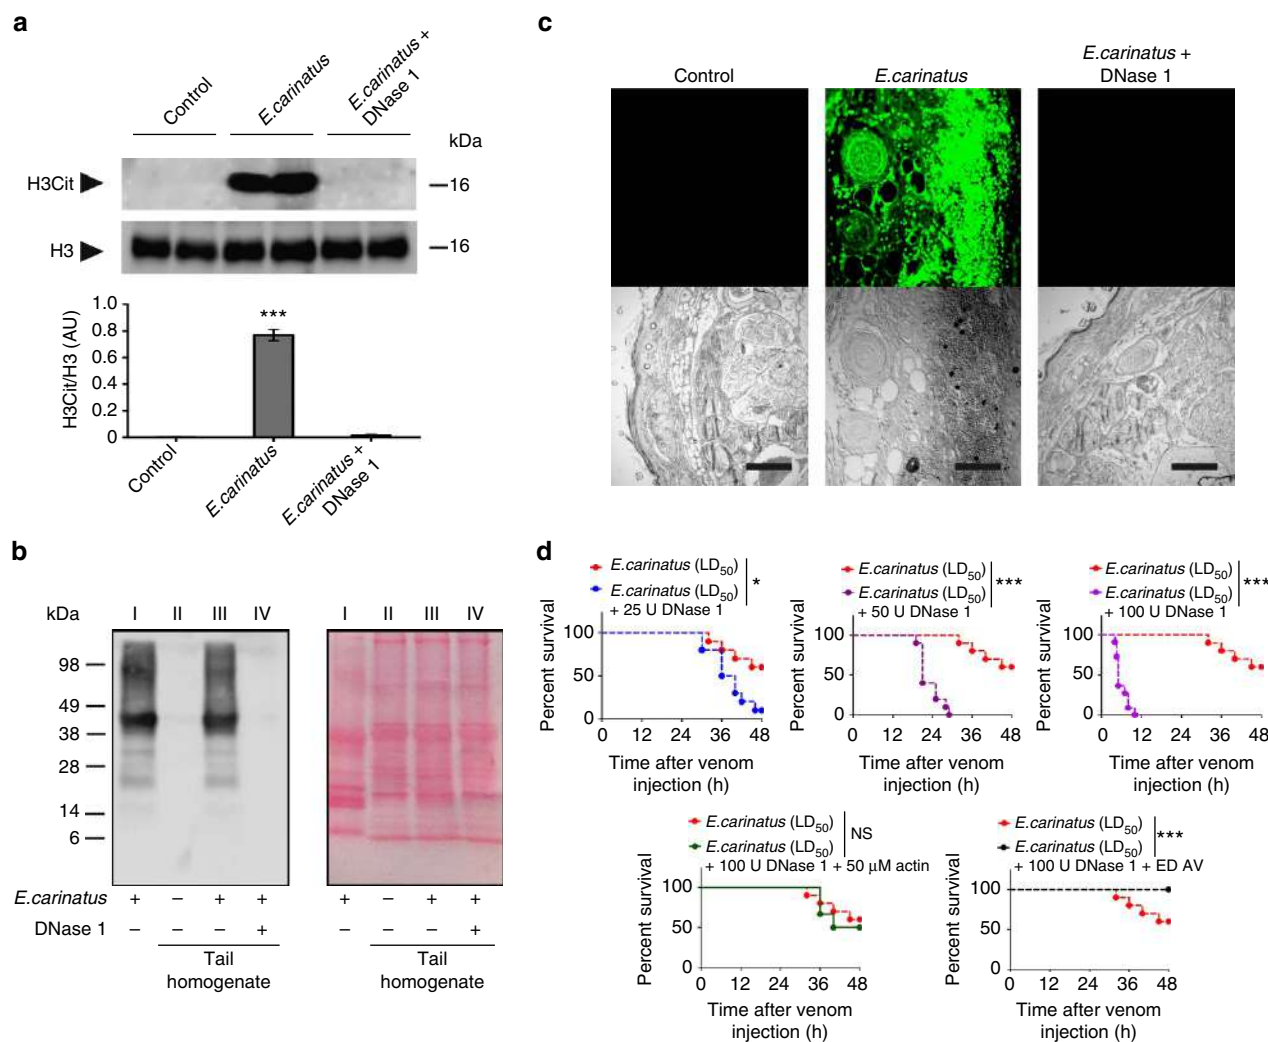 a
Control
E.carinatus
E.carinatus +
DNase 1
kDa
H3Cit
16
H3
16
H3Cit/H3 (AU)
1.0
0.8
0.6
0.4
0.2
0
***
Control
E.carinatus
E.carinatus +
DNase 1
b
kDa
I II III IV
I II III IV
98
49
38
28
14
6
E.carinatus + – + +
+ – + +
DNase 1 – – – +
– – – +
Tail
homogenate
Tail
homogenate
c
Control
E.carinatus
E.carinatus +
DNase 1
d
E.carinatus (LD50)
E.carinatus (LD50)
+ 25 U DNase 1
*
Percent survival
100
50
0
0 12 24 36 48
Time after venom
injection (h)
E.carinatus (LD50)
E.carinatus (LD50)
+ 50 U DNase 1
***
Percent survival
100
50
0
0 12 24 36 48
Time after venom
injection (h)
E.carinatus (LD50)
E.carinatus (LD50)
+ 100 U DNase 1
***
Percent survival
100
50
0
0 12 24 36 48
Time after venom
injection (h)
E.carinatus (LD50)
E.carinatus (LD50)
+ 100 U DNase 1 + 50 μM actin
NS
Percent survival
100
50
0
0 12 24 36 48
Time after venom
injection (h)
E.carinatus (LD50)
E.carinatus (LD50)
+ 100 U DNase 1 + ED AV
***
Percent survival
100
50
0
0 12 24 36 48
Time after venom
injection (h)